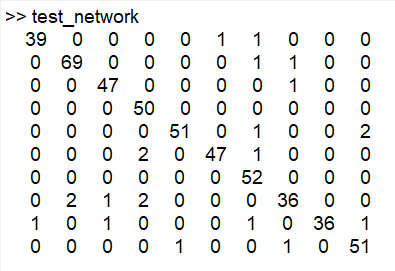 >> test_network
39 0 0 0 0 1 1 0 0 0
0 69 0 0 0 0 1 1 0 0
0 0 47 0 0 0 0 1 0 0
0 0 0 50 0 0 0 0 0 0
0 0 0 0 51 0 1 0 0 2
0 0 0 2 0 47 1 0 0 0
0 0 0 0 0 0 52 0 0 0
0 2 1 2 0 0 0 36 0 0
1 0 1 0 0 0 1 0 36 1
0 0 0 0 1 0 0 1 0 51